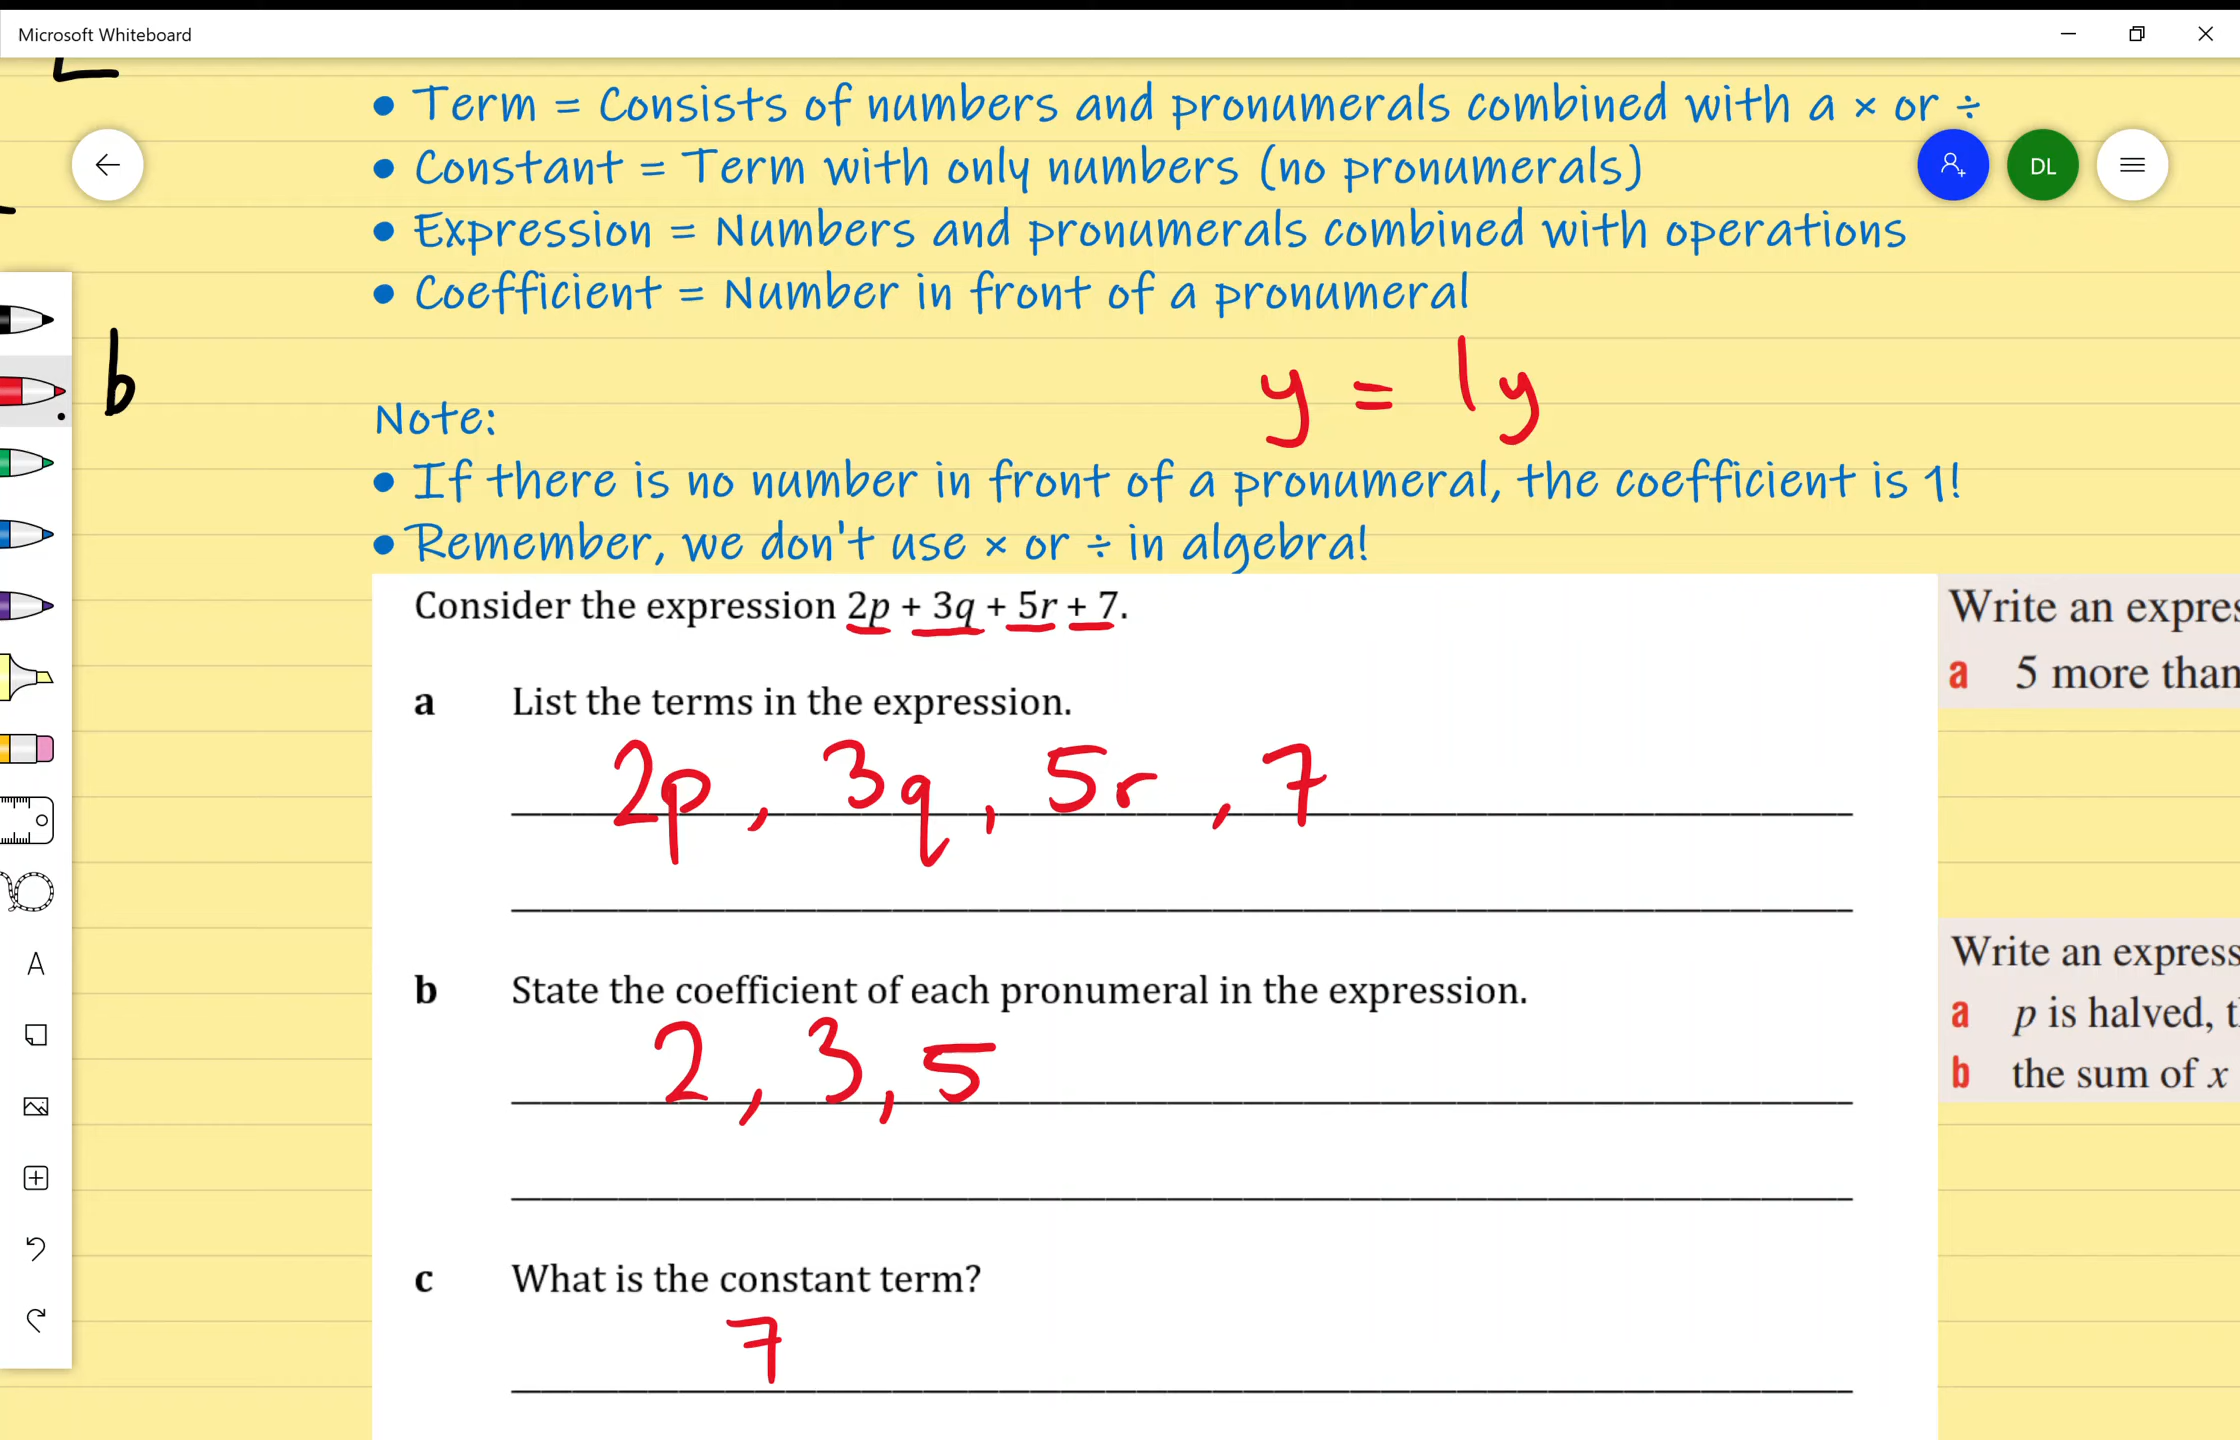 Microsoft Whiteboard
• Term = Consists of numbers and pronumerals combined with a × or ÷
• Constant = Term with only numbers (no pronumerals)
DL
• Expression = Numbers and pronumerals combined with operations
• Coefficient = Number in front of a pronumeral
b
y = 1y
Note:
• If there is no number in front of a pronumeral, the coefficient is 1!
• Remember, we don't use × or ÷ in algebra!
Consider the expression 2p + 3q + 5r + 7.
a List the terms in the expression.
2p, 3q, 5r, 7
b State the coefficient of each pronumeral in the expression.
2, 3, 5
c What is the constant term?
7
Write an expres
a 5 more than
Write an express
a p is halved, t
b the sum of x
A